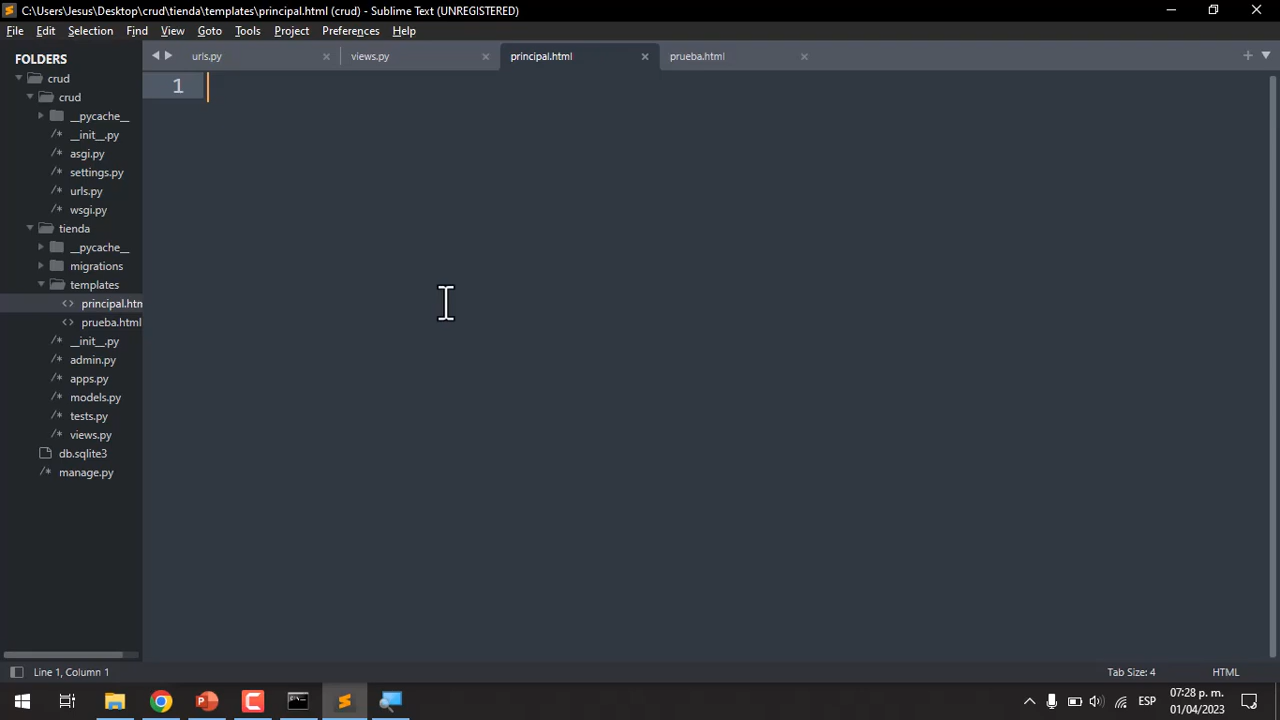 C:\Users\Jesus\Desktop\crud\tienda\templates\principal.html (crud) - Sublime Text (UNREGISTERED)
File Edit Selection Find View Goto Tools Project Preferences Help
FOLDERS
crud
crud
__pycache__
__init__.py
asgi.py
settings.py
urls.py
wsgi.py
tienda
__pycache__
migrations
templates
principal.htm
prueba.html
__init__.py
admin.py
apps.py
models.py
tests.py
views.py
db.sqlite3
manage.py
urls.py views.py principal.html prueba.html
1
Line 1, Column 1 Tab Size: 4 HTML
ESP
07:28 p. m.
01/04/2023